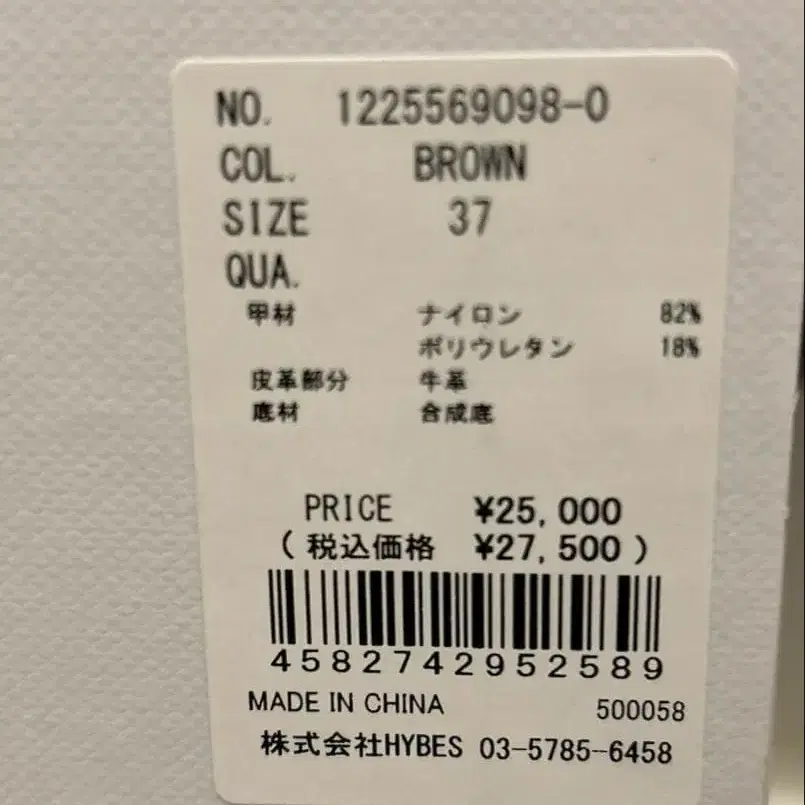 NO. 1225569098-0
COL. BROWN
SIZE 37
QUA.
甲材 ナイロン 82%
ポリウレタン 18%
皮革部分 牛革
底材 合成底
PRICE ¥25,000
(税込価格 ¥27,500)
4582742952589
MADE IN CHINA 500058
株式会社HYBES 03-5785-6458